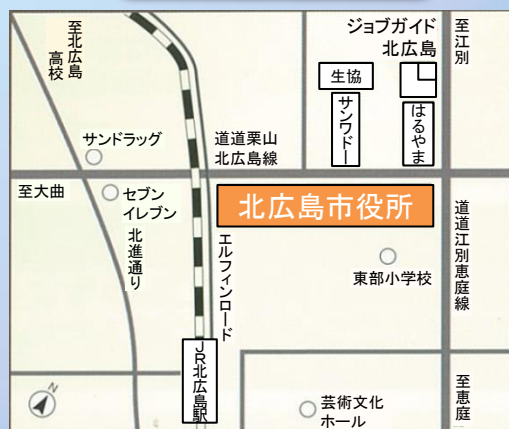 至北広島
高校
ジョブガイド
北広島
至江別
生協
サンワドー
はるやま
サンドラッグ
道道栗山
北広島線
至大曲
セブン
イレブン
北広島市役所
北進通り
エルフィンロード
東部小学校
道道江別恵庭線
JR北広島駅
至恵庭
芸術文化
ホール
N